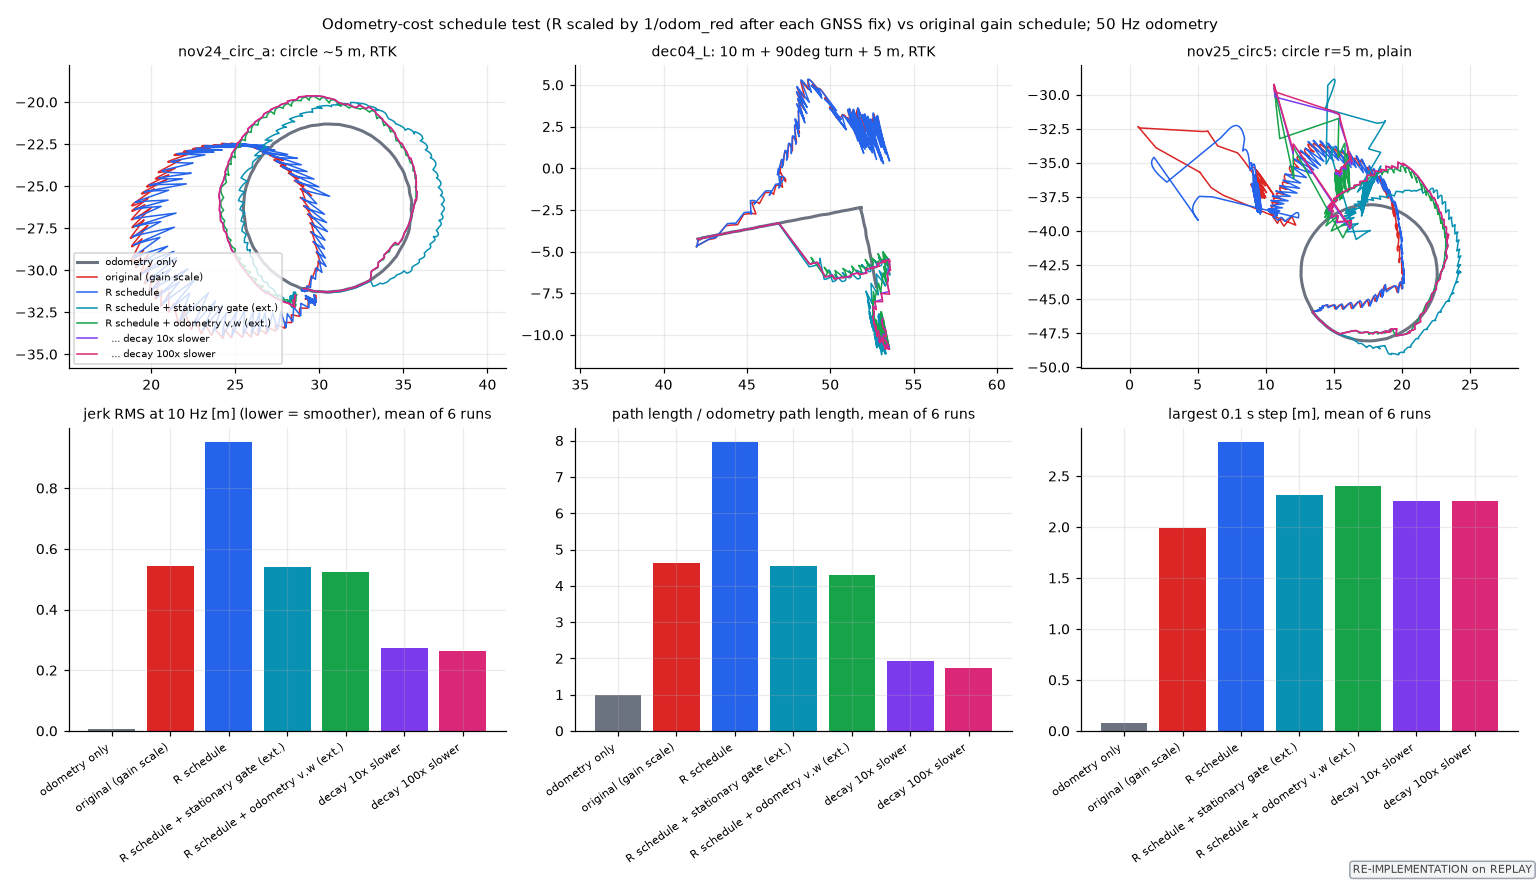 Odometry-cost schedule test (R scaled by 1/odom_red after each GNSS fix) vs original gain schedule; 50 Hz odometry
nov24_circ_a: circle ~5 m, RTK
−20.0
−22.5
−25.0
−27.5
−30.0
−32.5
−35.0
20
25
30
35
40
odometry only
original (gain scale)
R schedule
R schedule + stationary gate (ext.)
R schedule + odometry v,w (ext.)
... decay 10x slower
... decay 100x slower
dec04_L: 10 m + 90deg turn + 5 m, RTK
5.0
2.5
0.0
−2.5
−5.0
−7.5
−10.0
35
40
45
50
55
60
nov25_circ5: circle r=5 m, plain
−30.0
−32.5
−35.0
−37.5
−40.0
−42.5
−45.0
−47.5
−50.0
0
5
10
15
20
25
jerk RMS at 10 Hz [m] (lower = smoother), mean of 6 runs
0.8
0.6
0.4
0.2
0.0
odometry only
original (gain scale)
R schedule
R schedule + stationary gate (ext.)
R schedule + odometry v,w (ext.)
decay 10x slower
decay 100x slower
path length / odometry path length, mean of 6 runs
8
7
6
5
4
3
2
1
0
odometry only
original (gain scale)
R schedule
R schedule + stationary gate (ext.)
R schedule + odometry v,w (ext.)
decay 10x slower
decay 100x slower
largest 0.1 s step [m], mean of 6 runs
2.5
2.0
1.5
1.0
0.5
0.0
odometry only
original (gain scale)
R schedule
R schedule + stationary gate (ext.)
R schedule + odometry v,w (ext.)
decay 10x slower
decay 100x slower
RE-IMPLEMENTATION on REPLAY